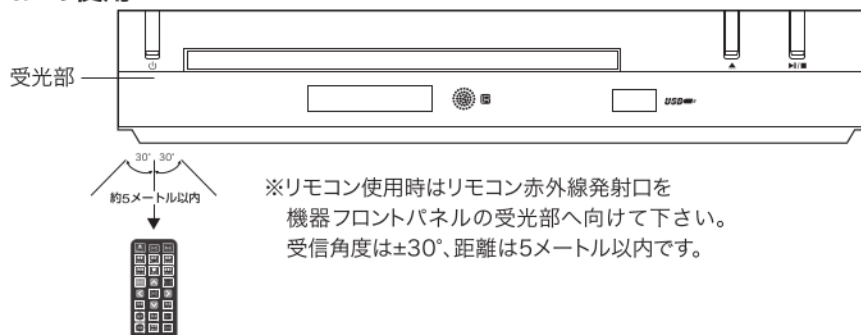 受光部
USB
30° 30°
約5メートル以内
※リモコン使用時はリモコン赤外線発射口を
機器フロントパネルの受光部へ向けて下さい。
受信角度は±30°、距離は5メートル以内です。